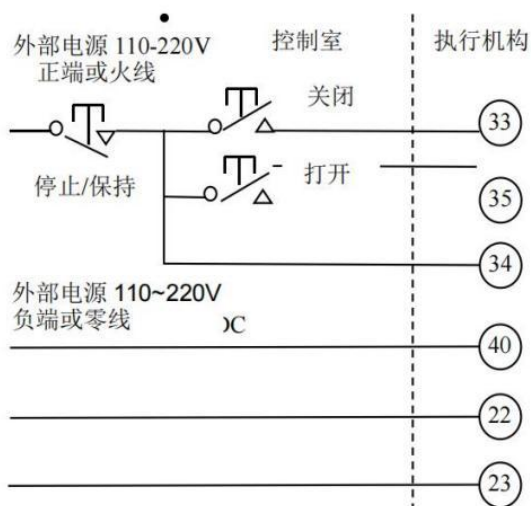 外部电源 110-220V
正端或火线
控制室
执行机构
关闭
33
停止/保持
打开
35
34
外部电源 110~220V
负端或零线
40
22
23